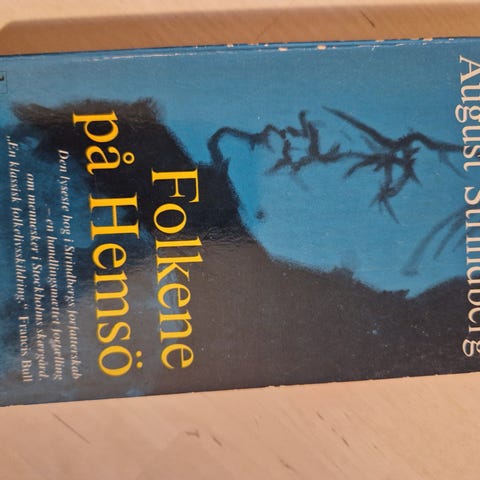 August Strindberg
Folkene
på Hemsö
Den lyseste bog i Strindbergs forfatterskab
– en handlingsmættet fortælling
om mennesker i Stockholms skærgård.
„En klassisk folkelivsskildring.“ Francis Bull